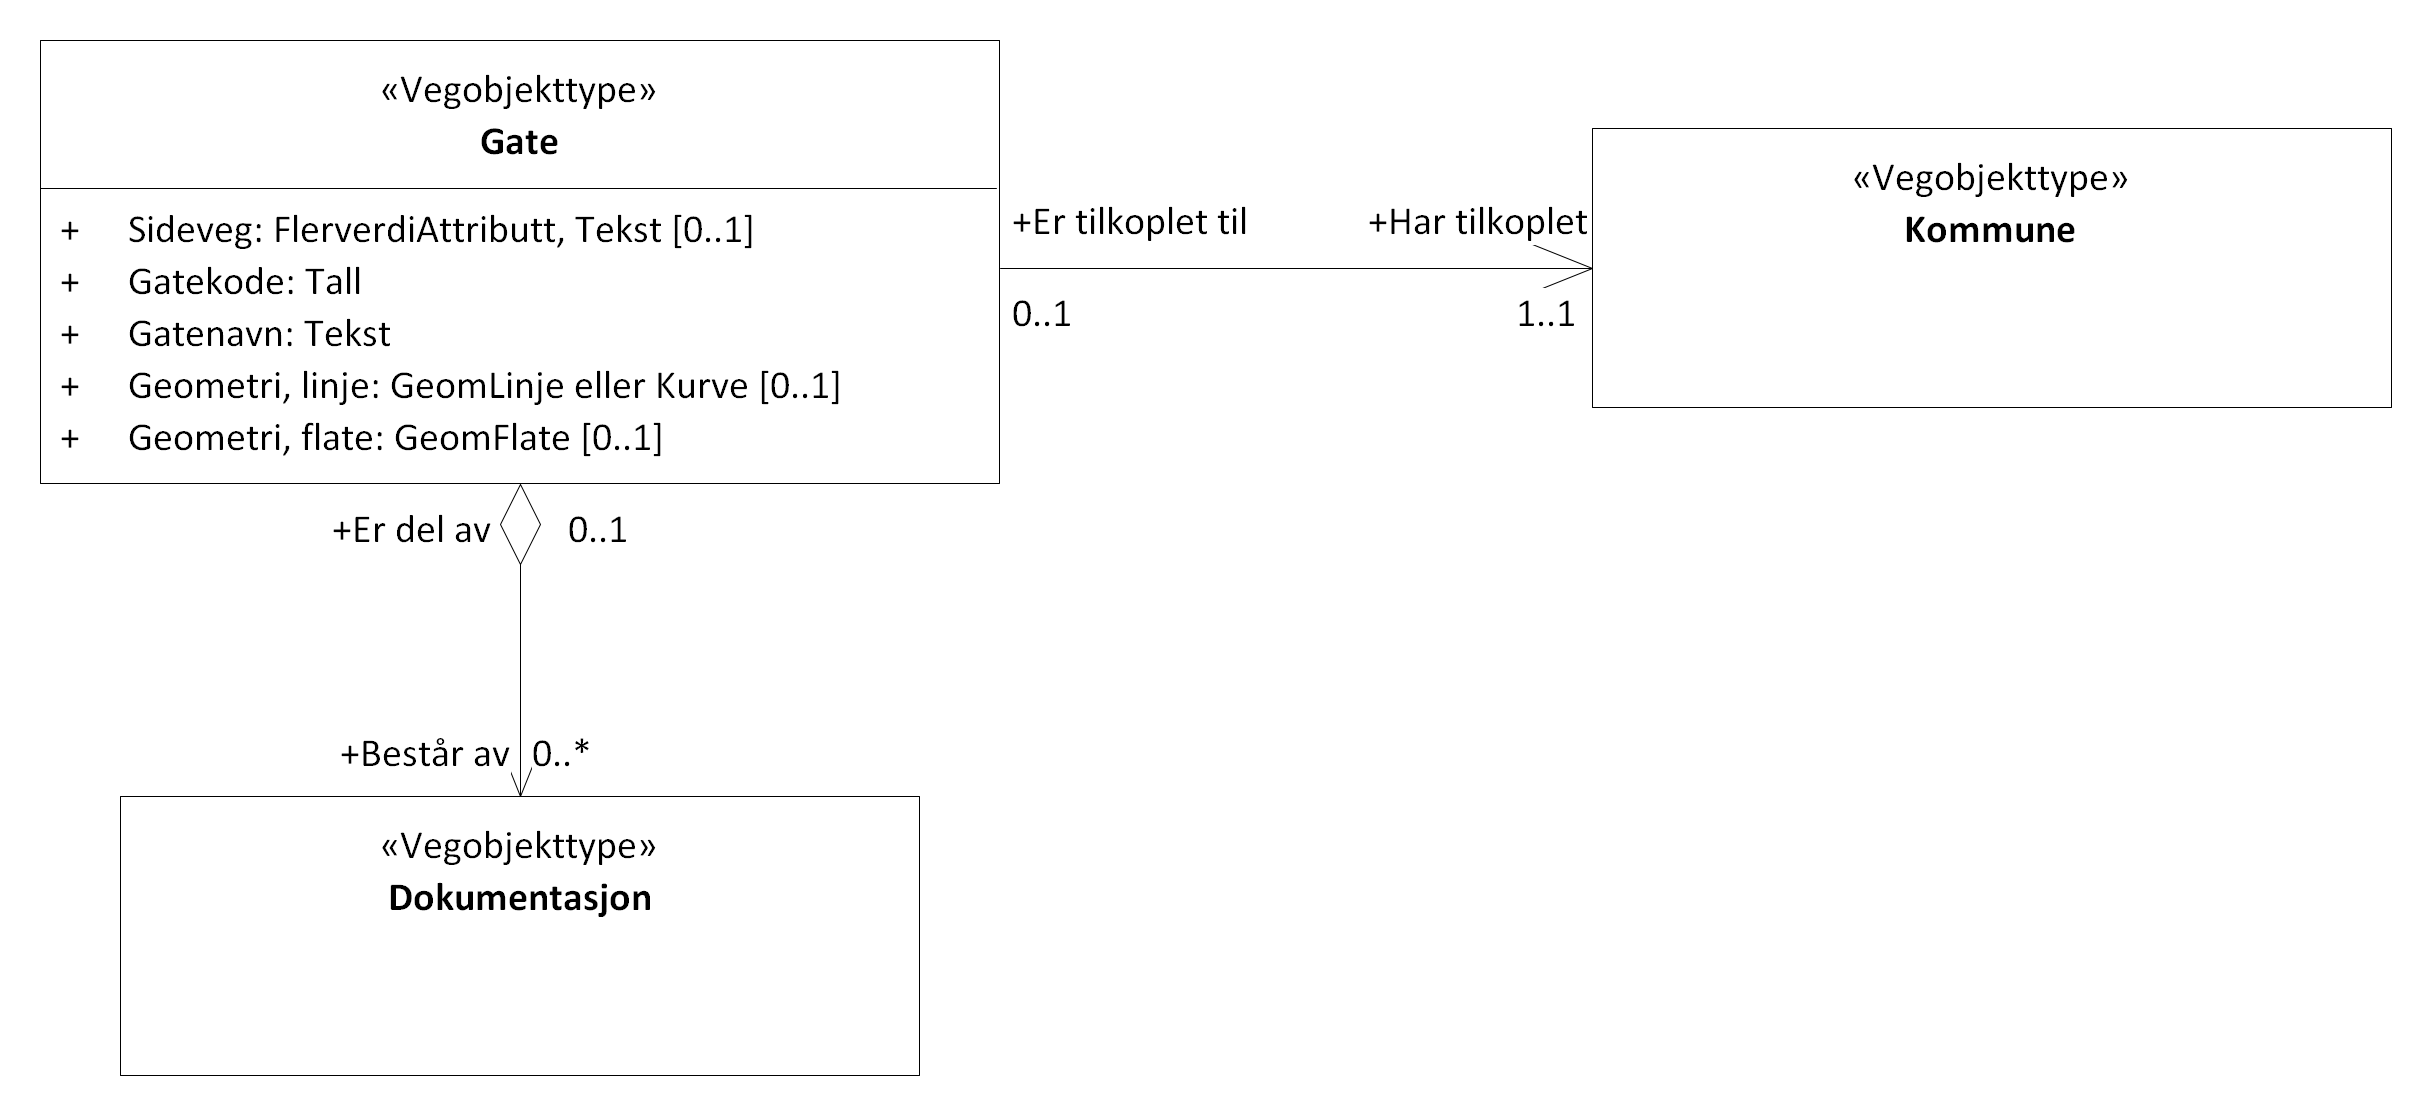 «Vegobjekttype»
Gate
+ Sideveg: FlerverdiAttributt, Tekst [0..1]
+ Gatekode: Tall
+ Gatenavn: Tekst
+ Geometri, linje: GeomLinje eller Kurve [0..1]
+ Geometri, flate: GeomFlate [0..1]
+Er tilkoplet til
+Har tilkoplet
0..1
1..1
«Vegobjekttype»
Kommune
+Er del av
0..1
+Består av
0..*
«Vegobjekttype»
Dokumentasjon